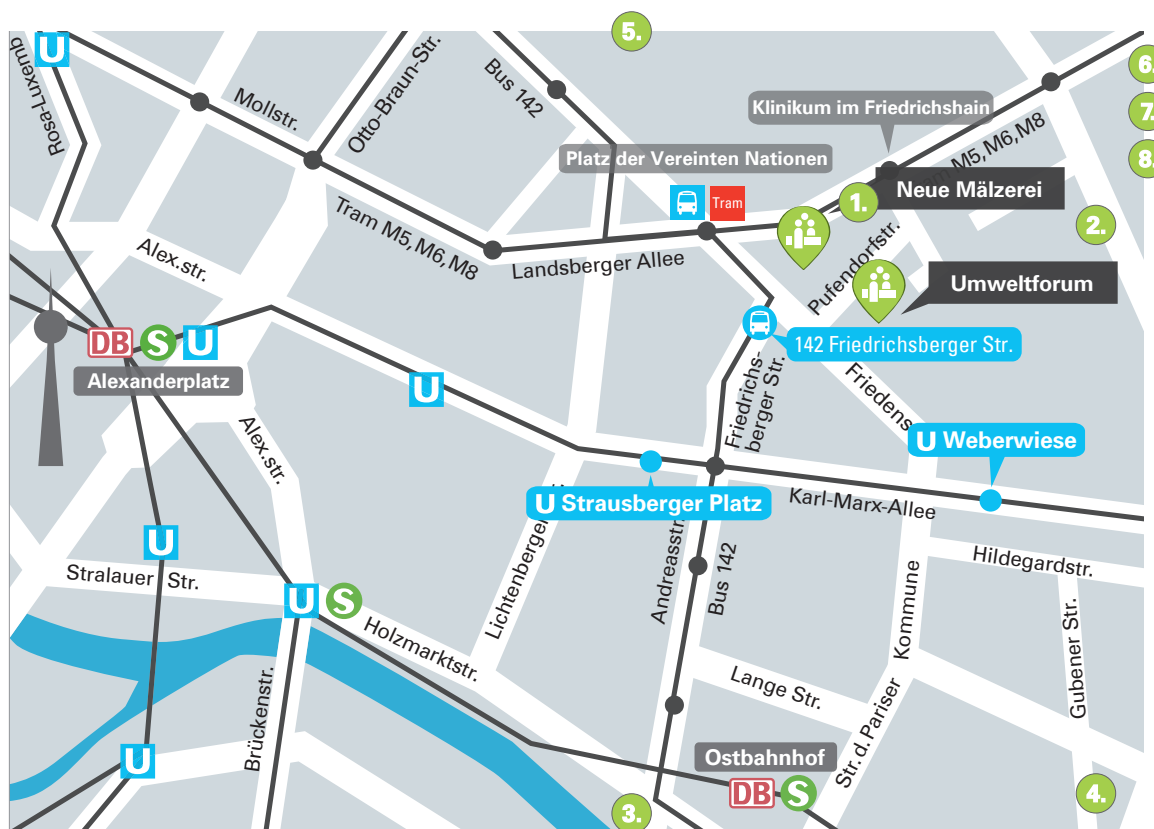 5.
U
Rosa-Luxemb
Mollstr.
Otto-Braun-Str.
Bus 142
Klinikum im Friedrichshain
6.
7.
8.
Platz der Vereinten Nationen
Tram M5, M6, M8
Neue Mälzerei
1.
2.
Tram
Tram M5, M6, M8
Landsberger Allee
Pufendorfstr.
Umweltforum
Alex.str.
DB S U
Alexanderplatz
142 Friedrichsberger Str.
Friedrichs-
berger Str.
Friedens
U
Alex.str.
U Weberwiese
U Strausberger Platz
Karl-Marx-Allee
U
Stralauer Str.
Lichtenberger
Andreasstr.
Bus 142
Hildegardstr.
Kommune
Gubener Str.
U S
Holzmarktstr.
Brückenstr.
Lange Str.
Str. d. Pariser
U
Ostbahnhof
DB S
3.
4.